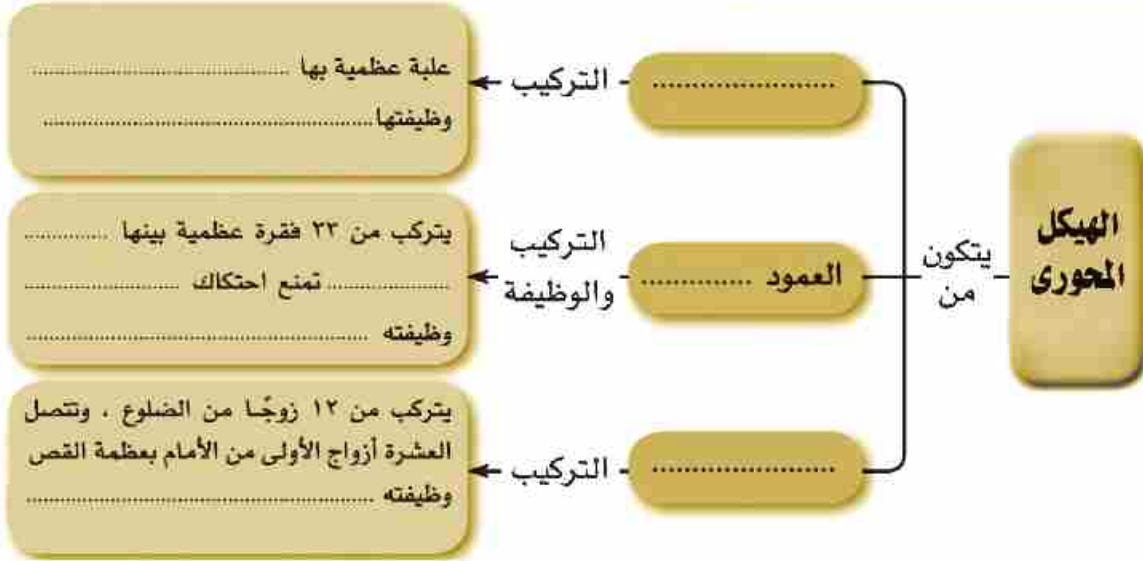 الهيكل
المحورى
يتكون
من
........................
التركيب
علبة عظمية بها ........................
وظيفتها ........................
العمود ..............
التركيب
والوظيفة
يتركب من ٣٣ فقرة عظمية بينها ..............
........................ تمنع احتكاك ........................
وظيفته ........................
........................
التركيب
يتركب من ١٢ زوجًا من الضلوع ، وتتصل
العشرة أزواج الأولى من الأمام بعظمة القص
وظيفته ........................